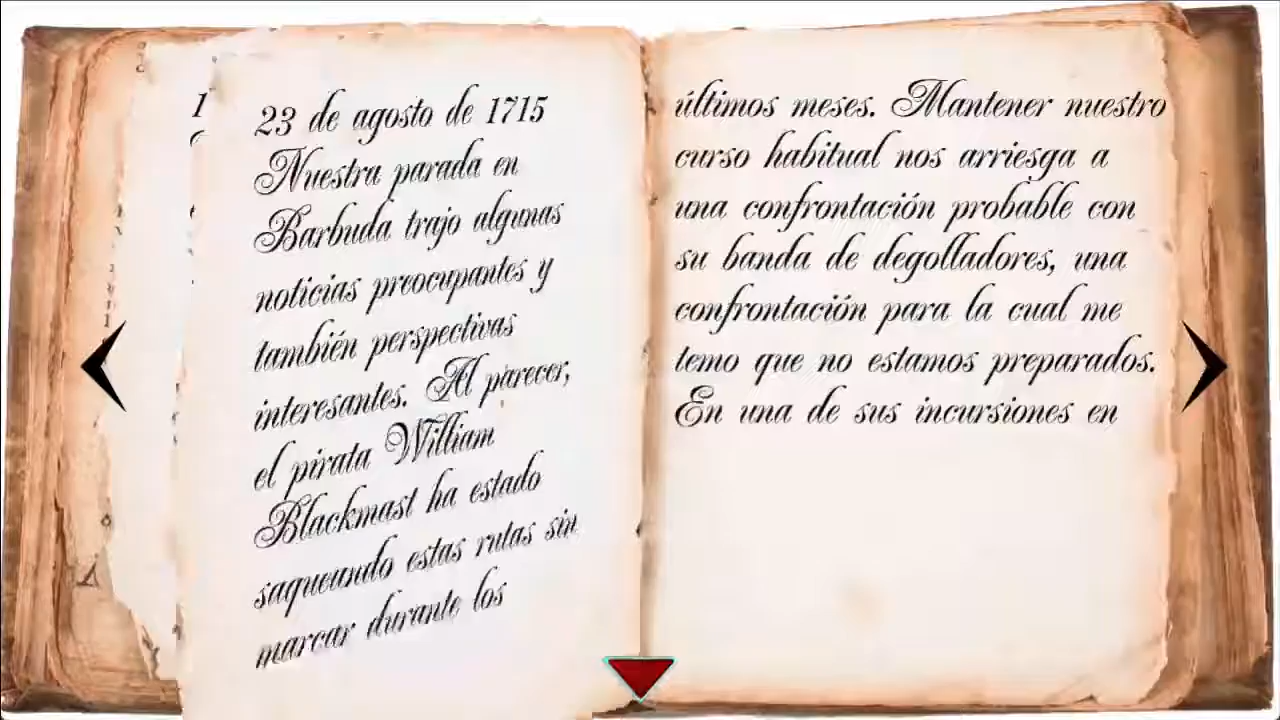 23 de agosto de 1715
Nuestra parada en
Barbuda trajo algunas
noticias preocupantes y
también perspectivas
interesantes. Al parecer,
el pirata William
Blackmast ha estado
saqueando estas rutas sin
marcar durante los
últimos meses. Mantener nuestro
curso habitual nos arriesga a
una confrontación probable con
su banda de degolladores, una
confrontación para la cual me
temo que no estamos preparados.
En una de sus incursiones en